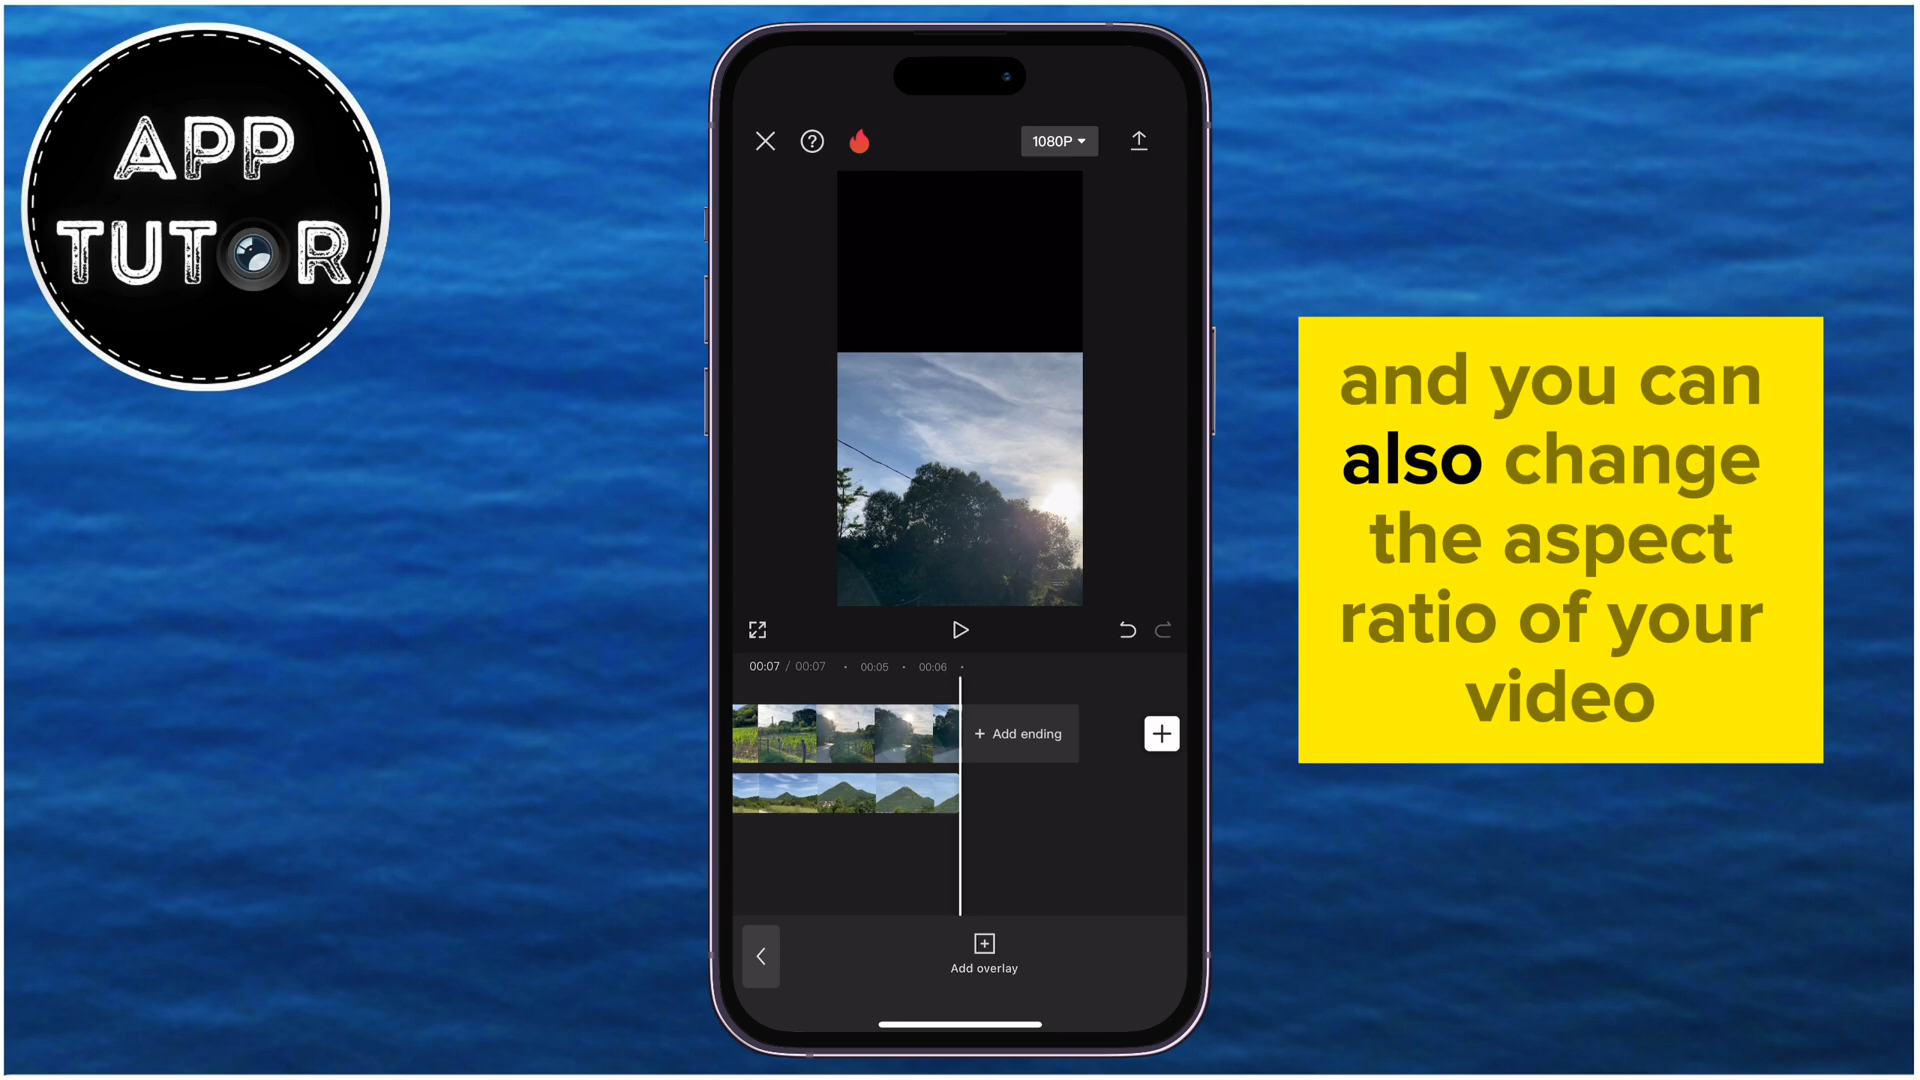 APP
TUTOR
1080P
00:07 / 00:07
00:05
00:06
+ Add ending
Add overlay
and you can
also change
the aspect
ratio of your
video